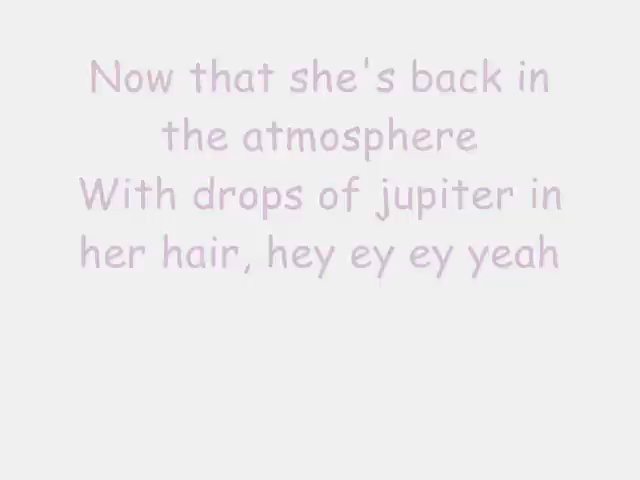 Now that she's back in
the atmosphere
With drops of jupiter in
her hair, hey ey ey yeah